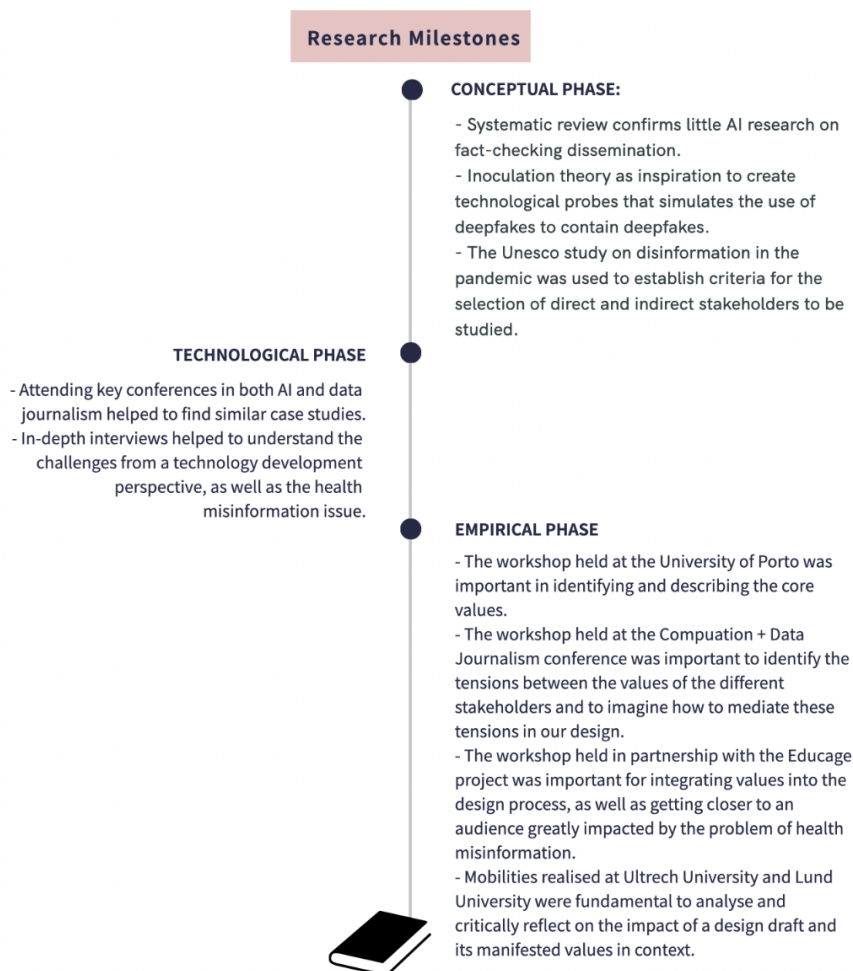 Research Milestones
CONCEPTUAL PHASE:
- Systematic review confirms little AI research on
fact-checking dissemination.
- Inoculation theory as inspiration to create
technological probes that simulates the use of
deepfakes to contain deepfakes.
- The Unesco study on disinformation in the
pandemic was used to establish criteria for the
selection of direct and indirect stakeholders to be
studied.
TECHNOLOGICAL PHASE
- Attending key conferences in both AI and data
journalism helped to find similar case studies.
- In-depth interviews helped to understand the
challenges from a technology development
perspective, as well as the health
misinformation issue.
EMPIRICAL PHASE
- The workshop held at the University of Porto was
important in identifying and describing the core
values.
- The workshop held at the Compuation + Data
Journalism conference was important to identify the
tensions between the values of the different
stakeholders and to imagine how to mediate these
tensions in our design.
- The workshop held in partnership with the Educage
project was important for integrating values into the
design process, as well as getting closer to an
audience greatly impacted by the problem of health
misinformation.
- Mobilities realised at Ultrech University and Lund
University were fundamental to analyse and
critically reflect on the impact of a design draft and
its manifested values in context.